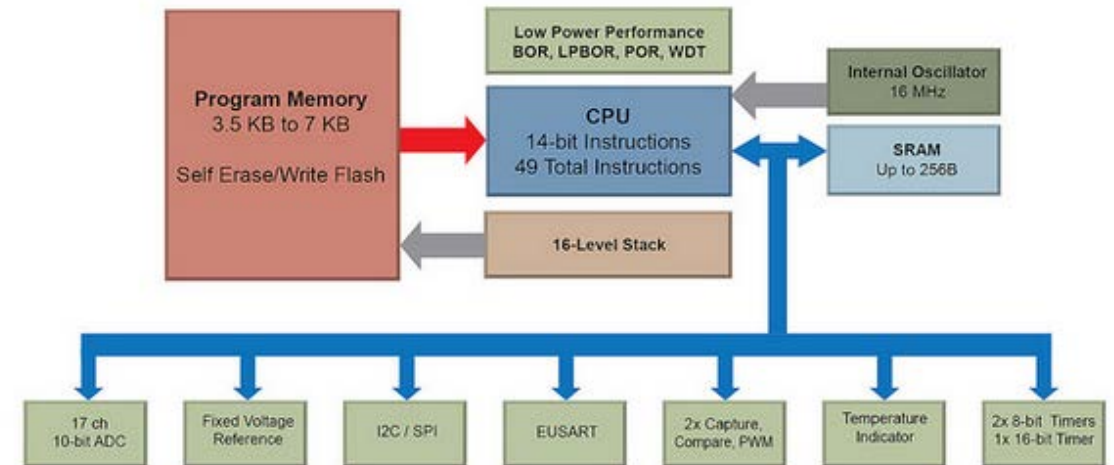 Low Power Performance
BOR, LPBOR, POR, WDT
Program Memory
3.5 KB to 7 KB
Self Erase/Write Flash
CPU
14-bit Instructions
49 Total Instructions
Internal Oscillator
16 MHz
SRAM
Up to 256B
16-Level Stack
17 ch
10-bit ADC
Fixed Voltage
Reference
I2C / SPI
EUSART
2x Capture,
Compare, PWM
Temperature
Indicator
2x 8-bit Timers
1x 16-bit Timer